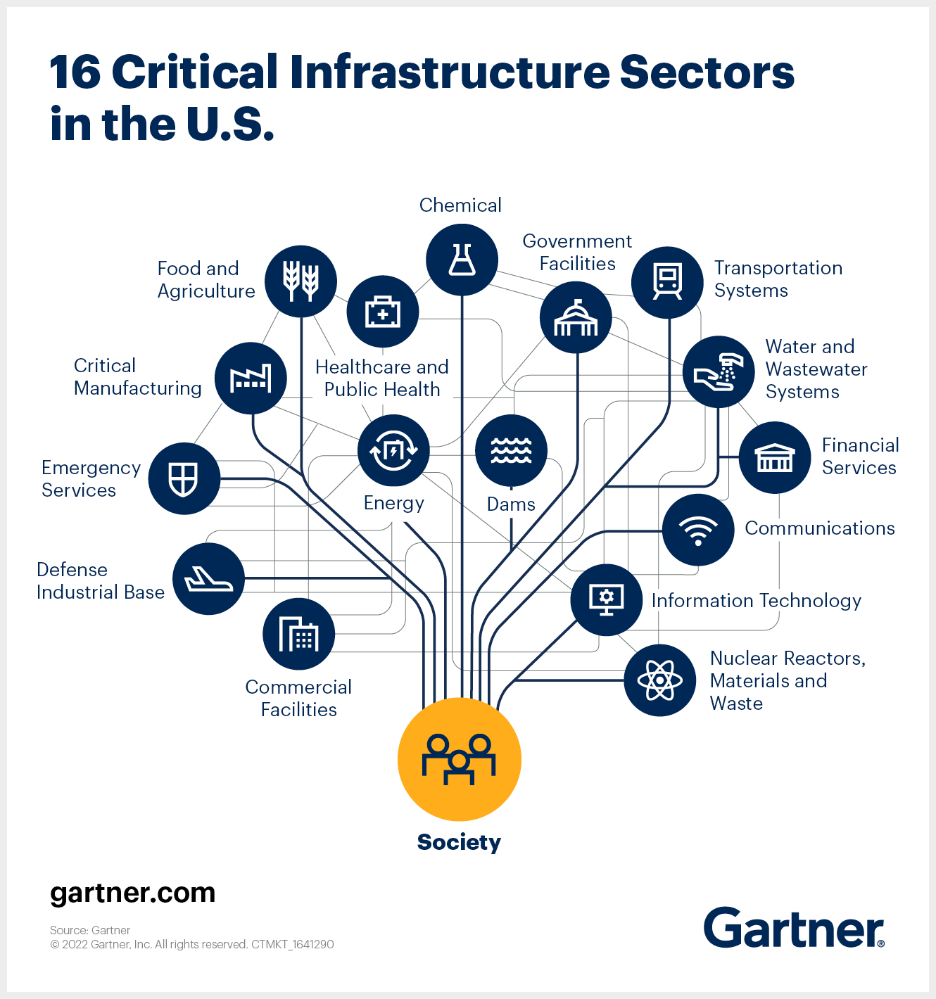 16 Critical Infrastructure Sectors
in the U.S.
Chemical
Government
Facilities
Food and
Agriculture
Transportation
Systems
Critical
Manufacturing
Healthcare and
Public Health
Water and
Wastewater
Systems
Emergency
Services
Energy
Dams
Financial
Services
Communications
Defense
Industrial Base
Information Technology
Commercial
Facilities
Nuclear Reactors,
Materials and
Waste
Society
gartner.com
Source: Gartner
© 2022 Gartner, Inc. All rights reserved. CTMKT_1641290
Gartner®